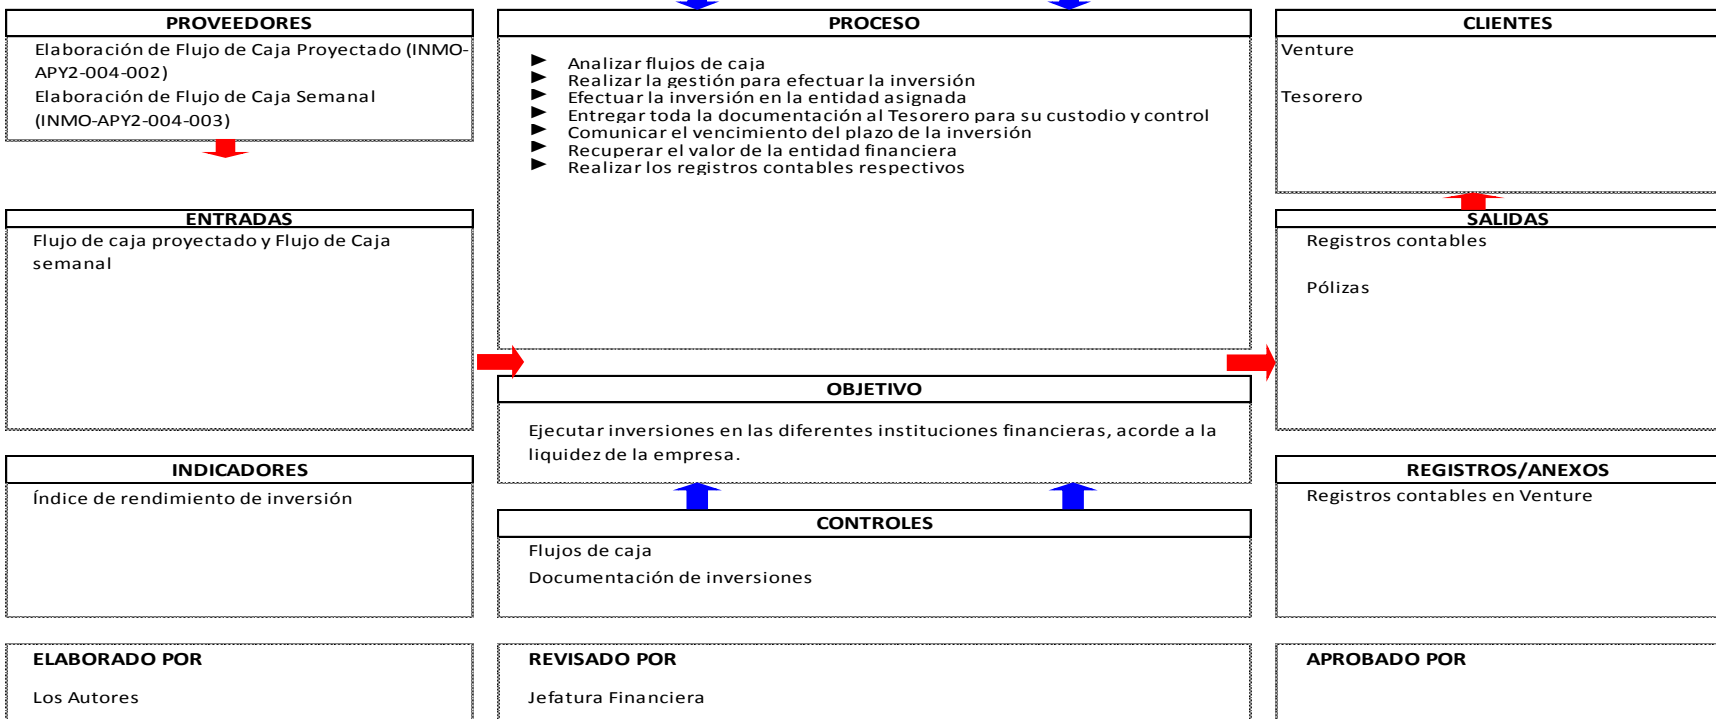 PROVEEDORES
Elaboración de Flujo de Caja Proyectado (INMO-
APY2-004-002)
Elaboración de Flujo de Caja Semanal
(INMO-APY2-004-003)
PROCESO
Analizar flujos de caja
Realizar la gestión para efectuar la inversión
Efectuar la inversión en la entidad asignada
Entregar toda la documentación al Tesorero para su custodio y control
Comunicar el vencimiento del plazo de la inversión
Recuperar el valor de la entidad financiera
Realizar los registros contables respectivos
CLIENTES
Venture
Tesorero
ENTRADAS
Flujo de caja proyectado y Flujo de Caja
semanal
SALIDAS
Registros contables
Pólizas
OBJETIVO
Ejecutar inversiones en las diferentes instituciones financieras, acorde a la
liquidez de la empresa.
INDICADORES
Índice de rendimiento de inversión
CONTROLES
Flujos de caja
Documentación de inversiones
REGISTROS/ANEXOS
Registros contables en Venture
ELABORADO POR
Los Autores
REVISADO POR
Jefatura Financiera
APROBADO POR